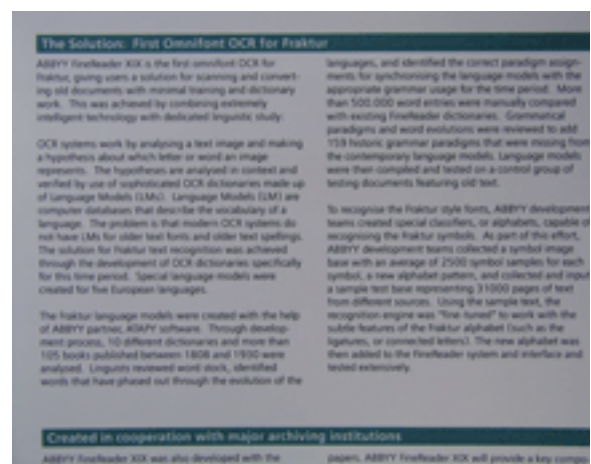 The Solution: First Omnifont OCR for Fraktur
ABBYY FineReader XIX is the first omnifont OCR for
Fraktur, giving users a solution for scanning and convert-
ing old documents with minimal training and dictionary
work. This was achieved by combining extremely
intelligent technology with dedicated linguistic study:
OCR systems work by analysing a text image and making
a hypothesis about which letter or word an image
represents. The hypotheses are analysed in context and
verified by use of sophisticated OCR dictionaries made up
of Language Models (LMs). Language Models (LM) are
computer databases that describe the vocabulary of a
language. The problem is that modern OCR systems do
not have LMs for older text fonts and older text spellings.
The solution for Fraktur text recognition was achieved
through the development of OCR dictionaries specifically
for this time period. Special language models were
created for five European languages.
The Fraktur language models were created with the help
of ABBYY partner, ATAPY software. Through develop-
ment process, 10 different dictionaries and more than
105 books published between 1808 and 1930 were
analysed. Linguists reviewed word stock, identified
words that have phased out through the evolution of the
languages, and identified the correct paradigm assign-
ments for synchronising the language models with the
appropriate grammar usage for the time period. More
than 500,000 word entries were manually compared
with existing FineReader dictionaries. Grammatical
paradigms and word evolutions were reviewed to add
159 historic grammar paradigms that were missing from
the contemporary language models. Language models
were then compiled and tested on a control group of
testing documents featuring old text.
To recognise the Fraktur style fonts, ABBYY development
teams created special classifiers, or alphabets, capable of
recognising the Fraktur symbols. As part of this effort,
ABBYY development teams collected a symbol image
base with an average of 2500 symbol samples for each
symbol, a new alphabet pattern, and collected and input
a sample test base representing 31000 pages of text
from different sources. Using the sample text, the
recognition engine was "fine-tuned" to work with the
subtle features of the Fraktur alphabet (such as the
ligatures, or connected letters). The new alphabet was
then added to the FineReader system and interface and
tested extensively.
Created in cooperation with major archiving institutions
ABBYY FineReader XIX was also developed with the
papers. ABBYY FineReader XIX will provide a key compo-